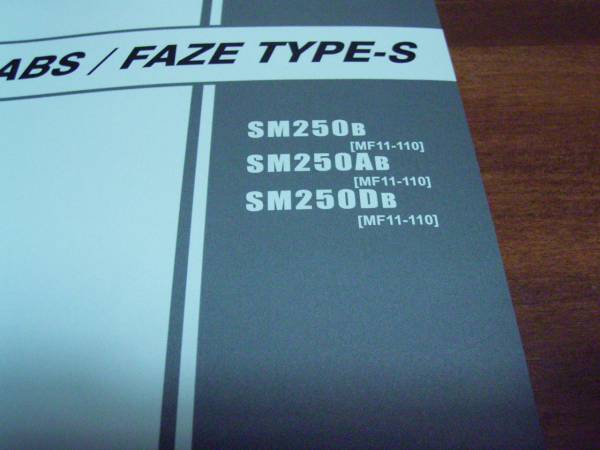 ABS / FAZE TYPE-S
SM250B
[MF11-110]
SM250AB
[MF11-110]
SM250DB
[MF11-110]